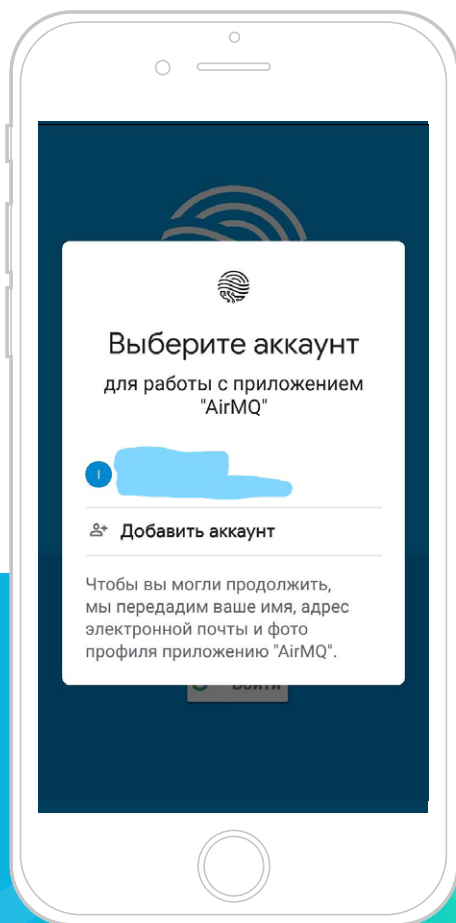 Выберите аккаунт
для работы с приложением
"AirMQ"
I
Добавить аккаунт
Чтобы вы могли продолжить,
мы передадим ваше имя, адрес
электронной почты и фото
профиля приложению "AirMQ".
Войти